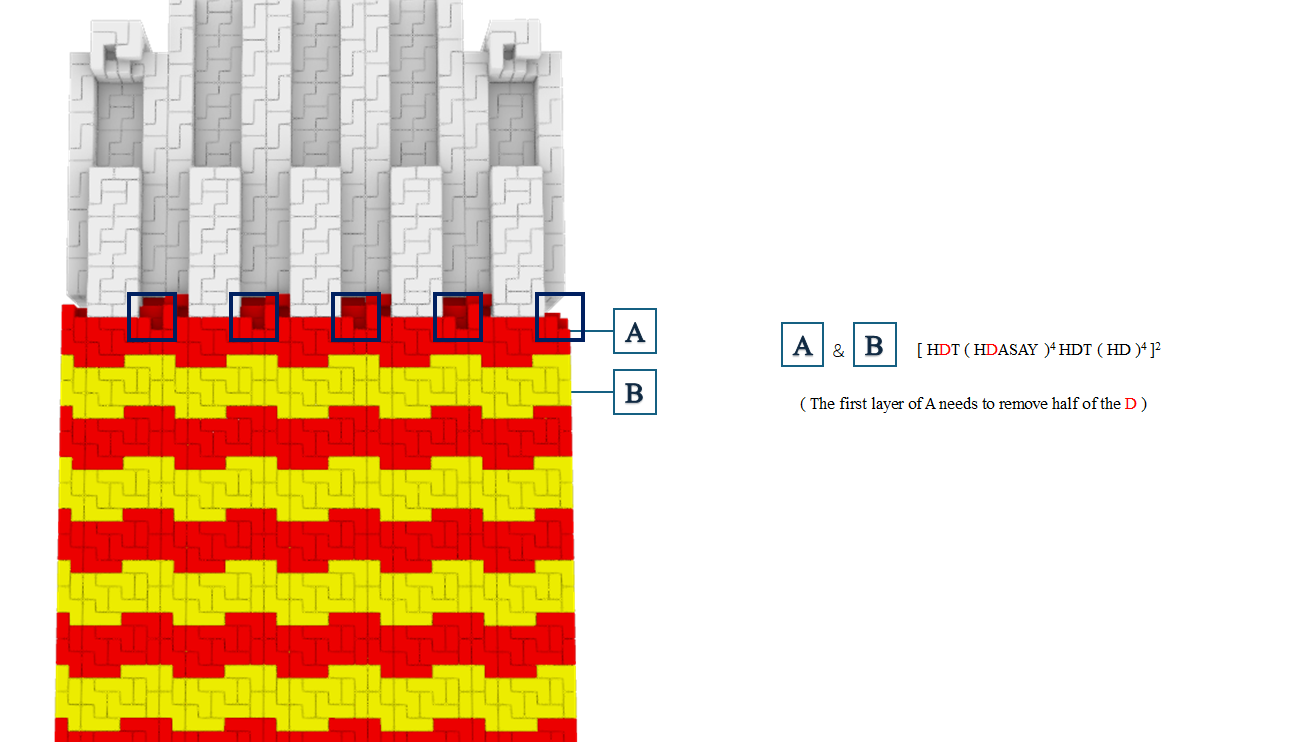 A
B
A & B [ HDT ( HDASAY )⁴ HDT ( HD )⁴ ]²
( The first layer of A needs to remove half of the D )